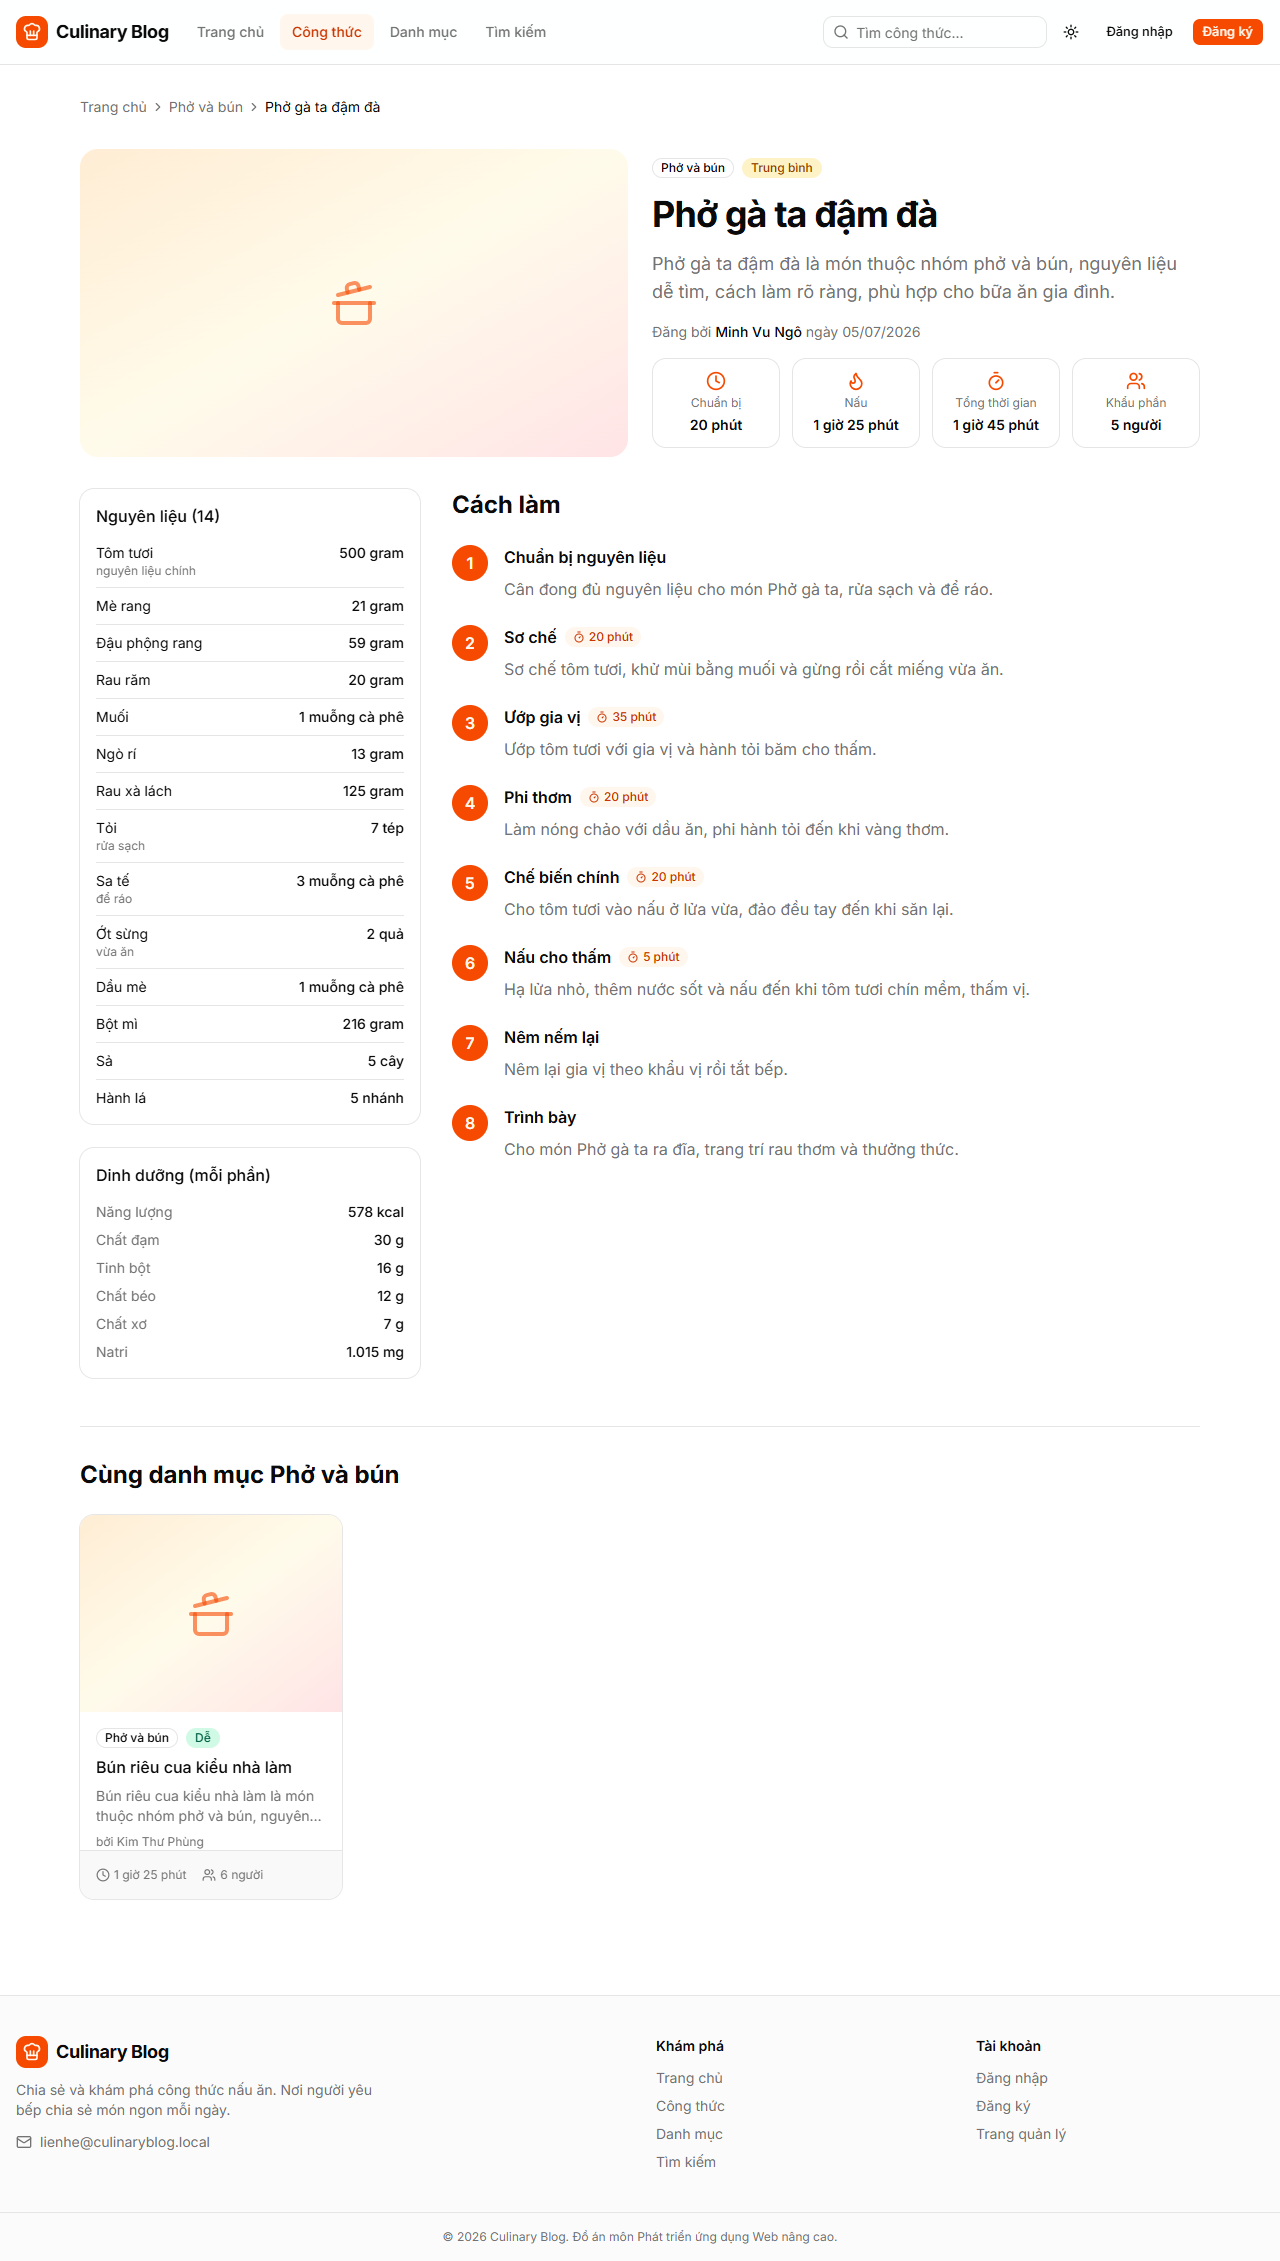 Culinary Blog Trang chủ Công thức Danh mục Tìm kiếm Tìm công thức... Đăng nhập Đăng ký
Trang chủ > Phở và bún > Phở gà ta đậm đà
Phở và bún Trung bình
Phở gà ta đậm đà
Phở gà ta đậm đà là món thuộc nhóm phở và bún, nguyên liệu
dễ tìm, cách làm rõ ràng, phù hợp cho bữa ăn gia đình.
Đăng bởi Minh Vu Ngô ngày 05/07/2026
Chuẩn bị
20 phút
Nấu
1 giờ 25 phút
Tổng thời gian
1 giờ 45 phút
Khẩu phần
5 người
Nguyên liệu (14)
Tôm tươi 500 gram
nguyên liệu chính
Mè rang 21 gram
Đậu phộng rang 59 gram
Rau răm 20 gram
Muối 1 muỗng cà phê
Ngò rí 13 gram
Rau xà lách 125 gram
Tỏi 7 tép
rửa sạch
Sa tế 3 muỗng cà phê
để ráo
Ớt sừng 2 quả
vừa ăn
Dầu mè 1 muỗng cà phê
Bột mì 216 gram
Sả 5 cây
Hành lá 5 nhánh
Dinh dưỡng (mỗi phần)
Năng lượng 578 kcal
Chất đạm 30 g
Tinh bột 16 g
Chất béo 12 g
Chất xơ 7 g
Natri 1.015 mg
Cách làm
1 Chuẩn bị nguyên liệu
Cân đong đủ nguyên liệu cho món Phở gà ta, rửa sạch và để ráo.
2 Sơ chế 20 phút
Sơ chế tôm tươi, khử mùi bằng muối và gừng rồi cắt miếng vừa ăn.
3 Ướp gia vị 35 phút
Ướp tôm tươi với gia vị và hành tỏi băm cho thấm.
4 Phi thơm 20 phút
Làm nóng chảo với dầu ăn, phi hành tỏi đến khi vàng thơm.
5 Chế biến chính 20 phút
Cho tôm tươi vào nấu ở lửa vừa, đảo đều tay đến khi săn lại.
6 Nấu cho thấm 5 phút
Hạ lửa nhỏ, thêm nước sốt và nấu đến khi tôm tươi chín mềm, thấm vị.
7 Nêm nếm lại
Nêm lại gia vị theo khẩu vị rồi tắt bếp.
8 Trình bày
Cho món Phở gà ta ra đĩa, trang trí rau thơm và thưởng thức.
Cùng danh mục Phở và bún
Phở và bún Dễ
Bún riêu cua kiểu nhà làm
Bún riêu cua kiểu nhà làm là món
thuộc nhóm phở và bún, nguyên...
bởi Kim Thư Phùng
1 giờ 25 phút 6 người
Culinary Blog
Chia sẻ và khám phá công thức nấu ăn. Nơi người yêu
bếp chia sẻ món ngon mỗi ngày.
lienhe@culinaryblog.local
Khám phá
Trang chủ
Công thức
Danh mục
Tìm kiếm
Tài khoản
Đăng nhập
Đăng ký
Trang quản lý
© 2026 Culinary Blog. Đồ án môn Phát triển ứng dụng Web nâng cao.